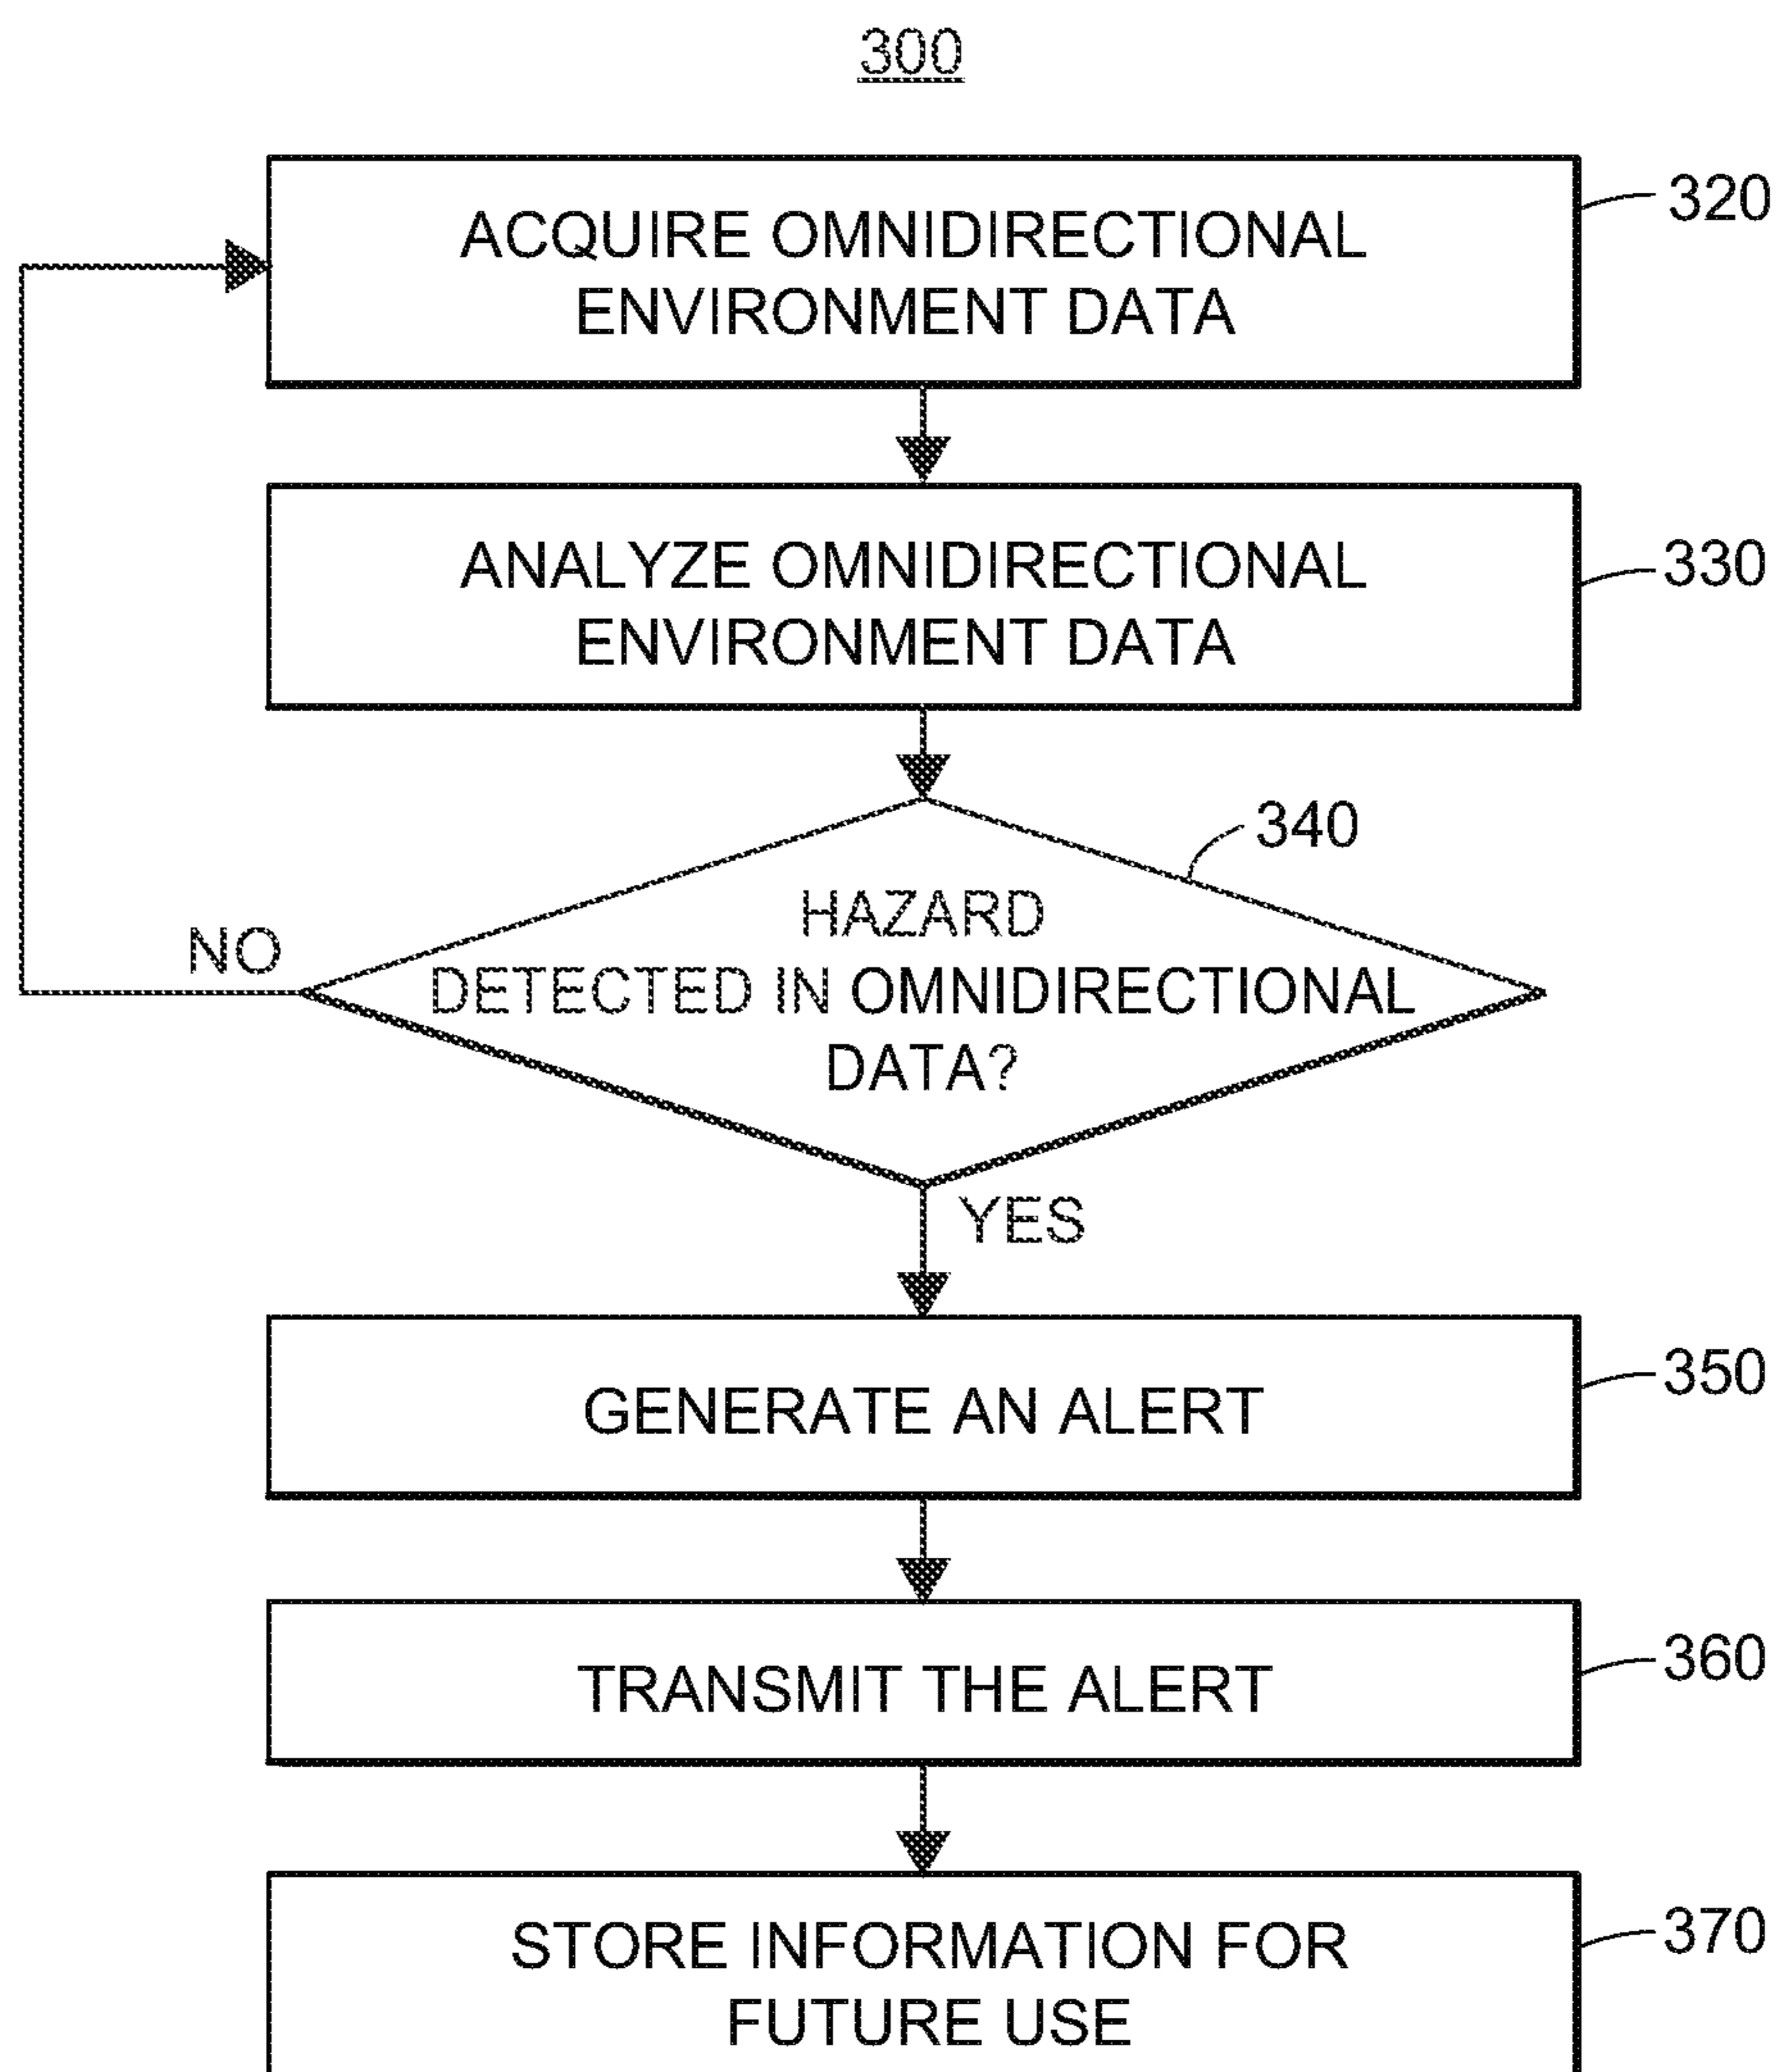 300
ACQUIRE OMNIDIRECTIONAL
ENVIRONMENT DATA
320
ANALYZE OMNIDIRECTIONAL
ENVIRONMENT DATA
330
340
HAZARD
DETECTED IN OMNIDIRECTIONAL
DATA?
NO
YES
GENERATE AN ALERT
350
TRANSMIT THE ALERT
360
STORE INFORMATION FOR
FUTURE USE
370